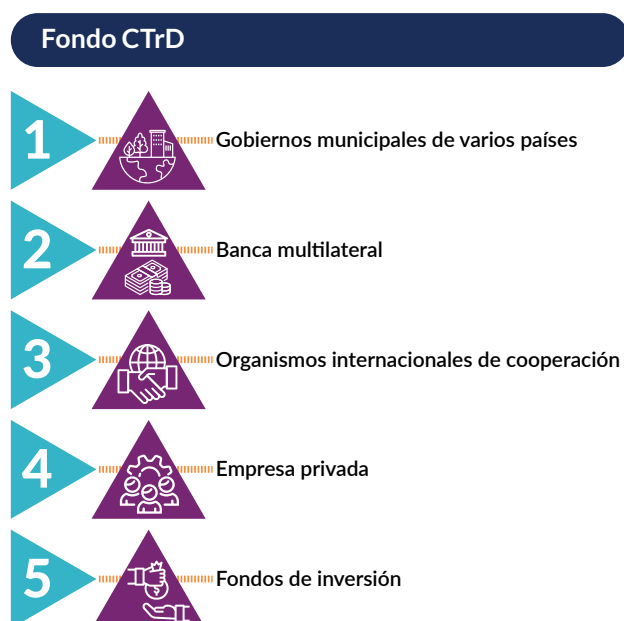 Fondo CTrD
1 Gobiernos municipales de varios países
2 Banca multilateral
3 Organismos internacionales de cooperación
4 Empresa privada
5 Fondos de inversión